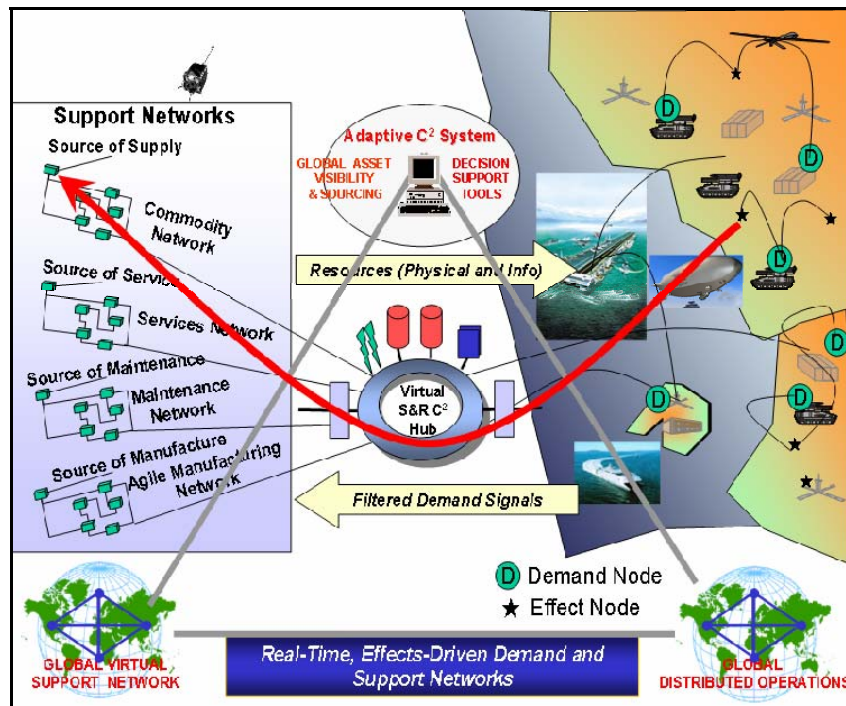 Support Networks
Source of Supply
Commodity
Network
Source of Service
Services Network
Source of Maintenance
Maintenance
Network
Source of Manufacture
Agile Manufacturing
Network
Adaptive C² System
GLOBAL ASSET
VISIBILITY
& SOURCING
DECISION
SUPPORT
TOOLS
Resources (Physical and Info)
Virtual
S&R C²
Hub
Filtered Demand Signals
D
D
D
D
D
D
D Demand Node
★ Effect Node
GLOBAL VIRTUAL
SUPPORT NETWORK
Real-Time, Effects-Driven Demand and
Support Networks
GLOBAL
DISTRIBUTED OPERATIONS